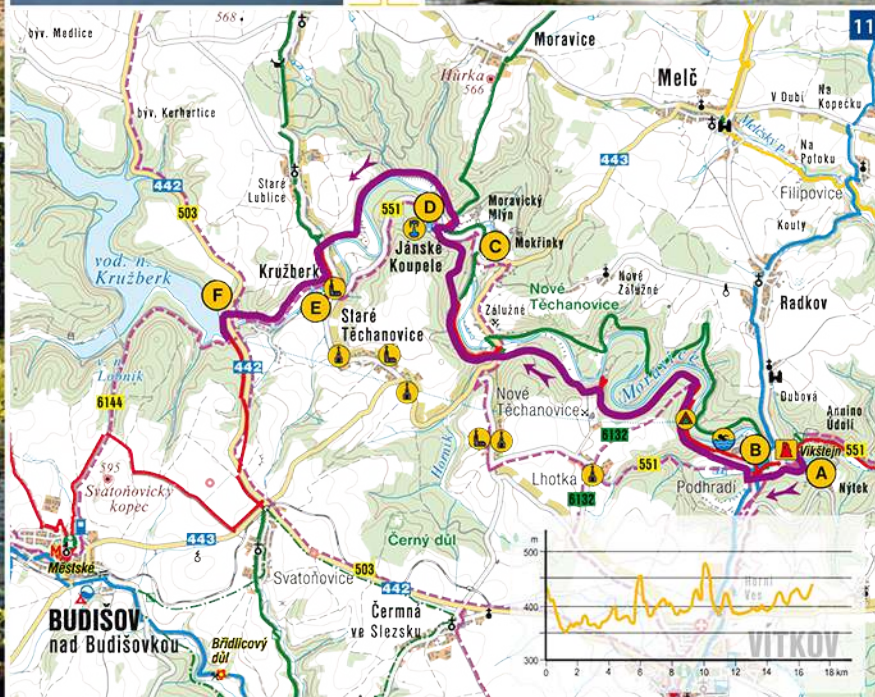 11
568
býv. Medlice
Moravice
Hůrka
566
Melč
V Dubí
Na
Kopečku
býv. Kerhartice
443
Melčský p.
Na
Potoku
Filipovice
442
Staré
Lublice
503
551
D
Moravický
Mlýn
Kouty
C
Mokřinky
Jánské
Koupele
vod. n.
Kružberk
Kružberk
F
E
Nové
Těchanovice
Nové
Zálužné
Radkov
Zálužné
Staré
Těchanovice
v. n.
Lobník
442
Moravice
Dubová
6144
Nové
Těchanovice
Annino
Údolí
Horník
6132
B
Vikštejn
551
595
Svatoňovický
kopec
551
A
Lhotka
Podhradí
Nýtek
6132
443
Černý důl
Městské
503
Svatoňovice
442
BUDIŠOV
nad Budišovkou
Čermná
ve Slezsku
Břidlicový
důl
m
500
400
300
Horní
Ves
VÍTKOV
0
2
4
6
8
10
12
14
16
18 km